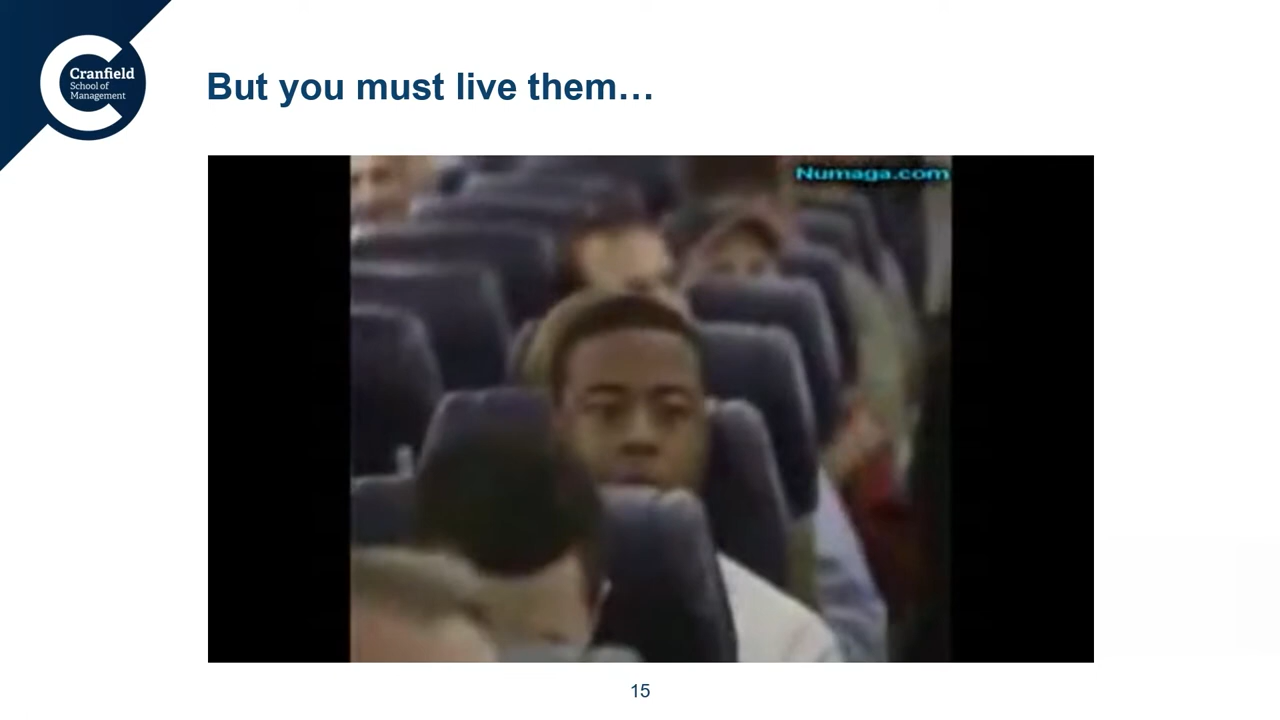 Cranfield
School of
Management
But you must live them...
Numaga.com
15